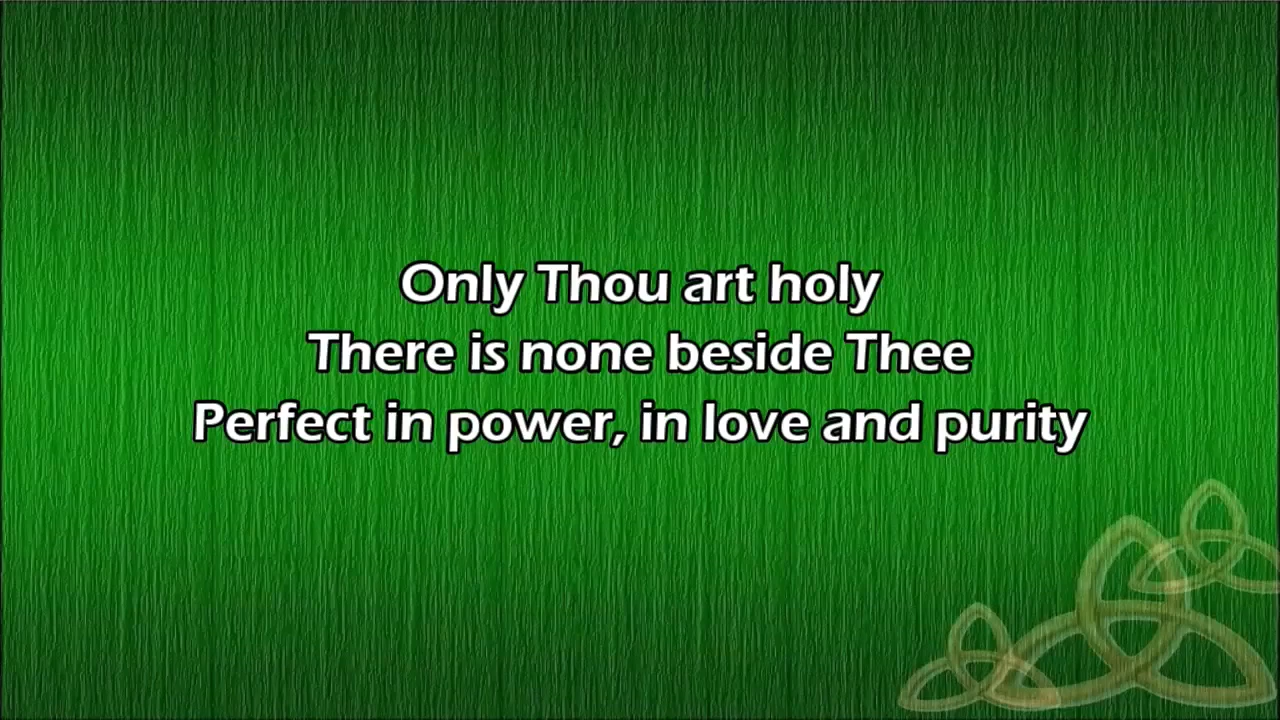 Only Thou art holy
There is none beside Thee
Perfect in power, in love and purity